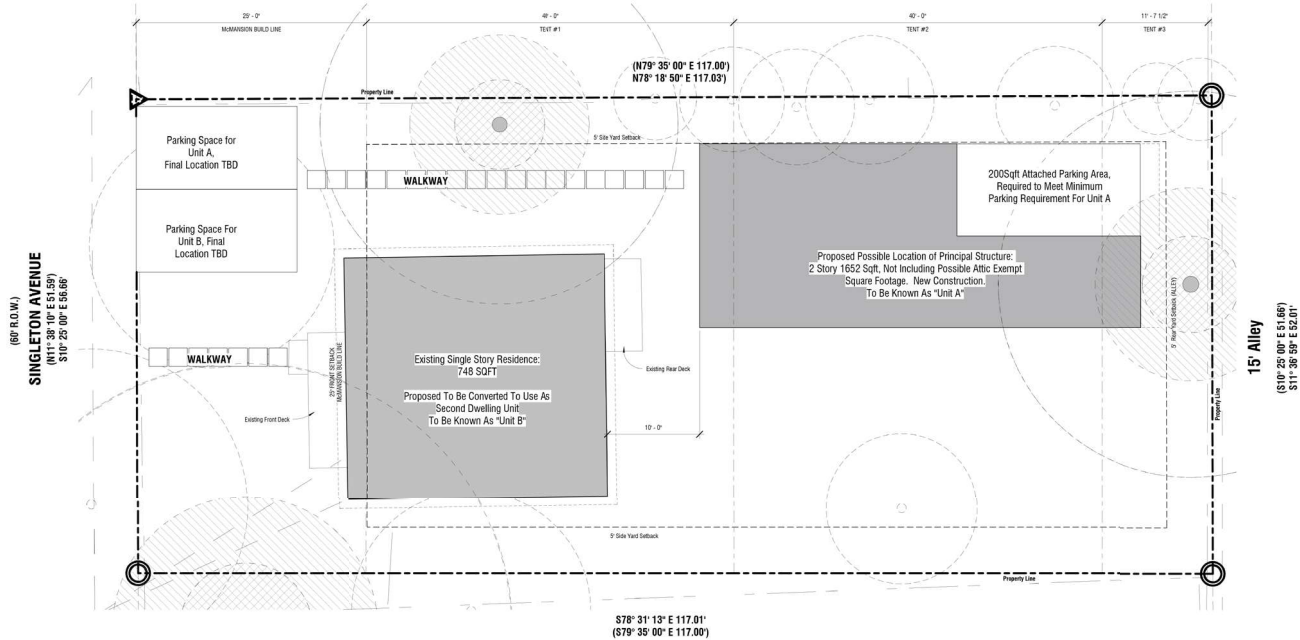 25' - 0"
McMANSION BUILD LINE
TENT #1
40' - 0"
TENT #2
11' - 7 1/2"
TENT #3
(N79° 35' 00" E 117.00')
N78° 18' 50" E 117.03')
Property Line
5' Side Yard Setback
Parking Space for
Unit A,
Final Location TBD
WALKWAY
200Sqft Attached Parking Area,
Required to Meet Minimum
Parking Requirement For Unit A
Parking Space For
Unit B, Final
Location TBD
Proposed Possible Location of Principal Structure:
2 Story 1652 Sqft, Not Including Possible Attic Exempt
Square Footage. New Construction.
To Be Known As "Unit A"
5' Rear Yard Setback (ALLEY)
SINGLETON AVENUE
(60' R.O.W.)
(N11° 38' 10" E 51.59')
S10° 25' 00" E 56.66'
15' Alley
(S10° 25' 00" E 51.66')
S11° 36' 59" E 52.01'
WALKWAY
25' FRONT SETBACK
McMANSION BUILD LINE
Existing Single Story Residence:
748 SQFT
Proposed To Be Converted To Use As
Second Dwelling Unit
To Be Known As "Unit B"
Existing Rear Deck
Existing Front Deck
10' - 0"
Property Line
5' Side Yard Setback
Property Line
S78° 31' 13" E 117.01'
(S79° 35' 00" E 117.00')